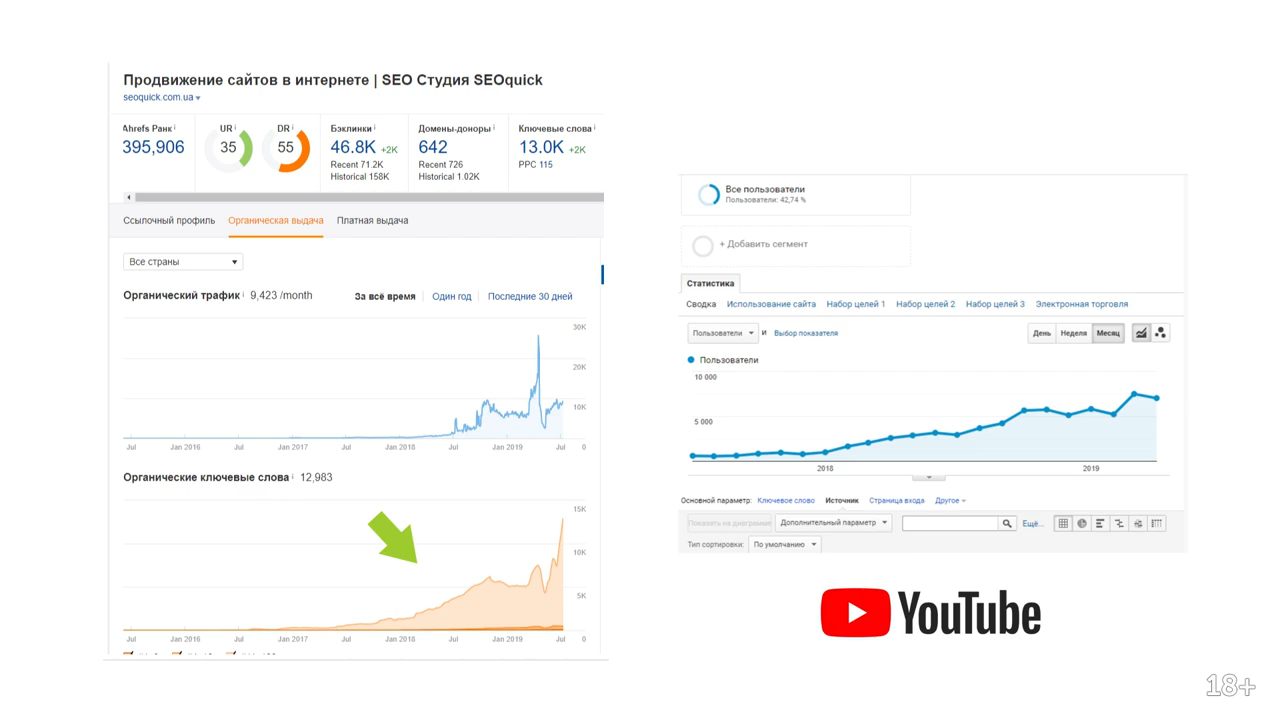 Продвижение сайтов в интернете | SEO Студия SEOquick
seoquick.com.ua
Ahrefs Ранк UR DR Бэклинки Домены-доноры Ключевые слова
395,906 35 55 46.8K +2K 642 13.0K +2K
Recent 71.2K Recent 726 PPC 115
Historical 158K Historical 1.02K
Ссылочный профиль Органическая выдача Платная выдача
Все страны
Органический трафик 9,423 /month За всё время Один год Последние 30 дней
30K
20K
10K
Jul Jan 2016 Jul Jan 2017 Jul Jan 2018 Jul Jan 2019 Jul 0
Органические ключевые слова 12,983
15K
10K
5K
Jul Jan 2016 Jul Jan 2017 Jul Jan 2018 Jul Jan 2019 Jul 0
Все пользователи
Пользователи: 42,74 %
+ Добавить сегмент
Статистика
Сводка Использование сайта Набор целей 1 Набор целей 2 Набор целей 3 Электронная торговля
Пользователи и Выбор показателя День Неделя Месяц
Пользователи
10 000
5 000
2018 2019
Основной параметр: Ключевое слово Источник Страница входа Другое
Показать на диаграмме Дополнительный параметр Ещё...
Тип сортировки: По умолчанию
YouTube
18+